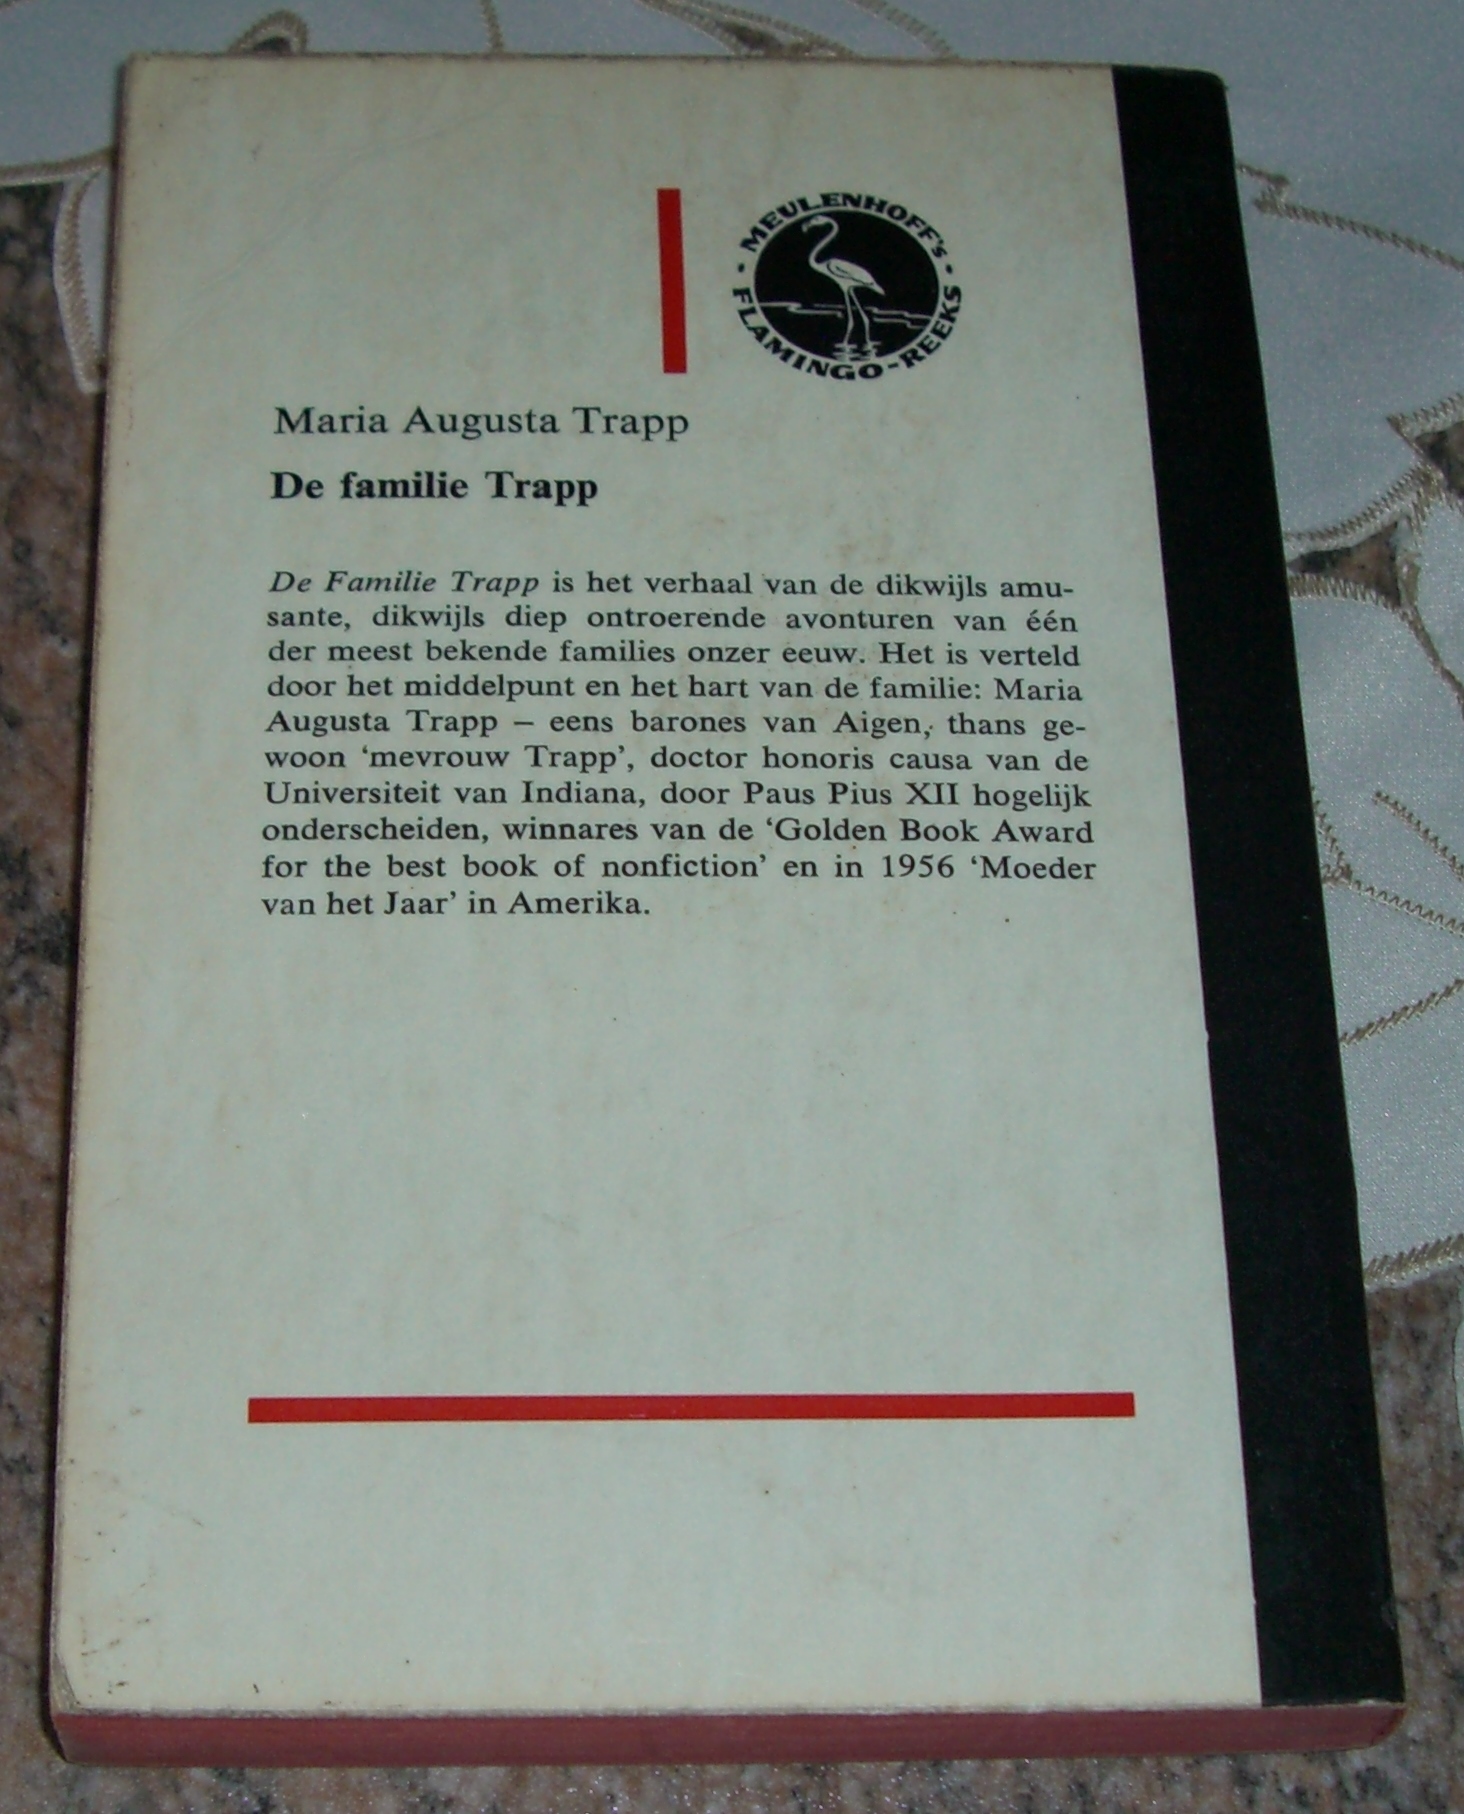 MEULENHOFF's
FLAMINGO-REEKS
Maria Augusta Trapp
De familie Trapp
De Familie Trapp is het verhaal van de dikwijls amu-
sante, dikwijls diep ontroerende avonturen van één
der meest bekende families onzer eeuw. Het is verteld
door het middelpunt en het hart van de familie: Maria
Augusta Trapp – eens barones van Aigen, thans ge-
woon ‘mevrouw Trapp’, doctor honoris causa van de
Universiteit van Indiana, door Paus Pius XII hogelijk
onderscheiden, winnares van de ‘Golden Book Award
for the best book of nonfiction’ en in 1956 ‘Moeder
van het Jaar’ in Amerika.